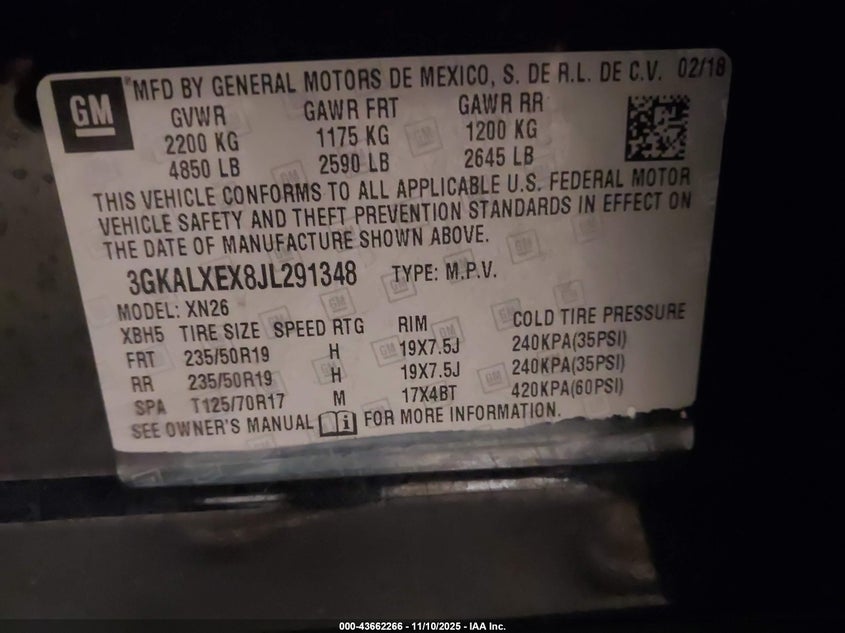 GM
MFD BY GENERAL MOTORS DE MEXICO, S. DE R.L. DE C.V. 02/18
GVWR GAWR FRT GAWR RR
2200 KG 1175 KG 1200 KG
4850 LB 2590 LB 2645 LB
THIS VEHICLE CONFORMS TO ALL APPLICABLE U.S. FEDERAL MOTOR
VEHICLE SAFETY AND THEFT PREVENTION STANDARDS IN EFFECT ON
THE DATE OF MANUFACTURE SHOWN ABOVE.
3GKALXEX8JL291348 TYPE: M.P.V.
MODEL: XN26
XBH5 TIRE SIZE SPEED RTG RIM COLD TIRE PRESSURE
FRT 235/50R19 H 19X7.5J 240KPA(35PSI)
RR 235/50R19 H 19X7.5J 240KPA(35PSI)
SPA T125/70R17 M 17X4BT 420KPA(60PSI)
SEE OWNER'S MANUAL FOR MORE INFORMATION.
000-43662266 - 11/10/2025 - IAA Inc.